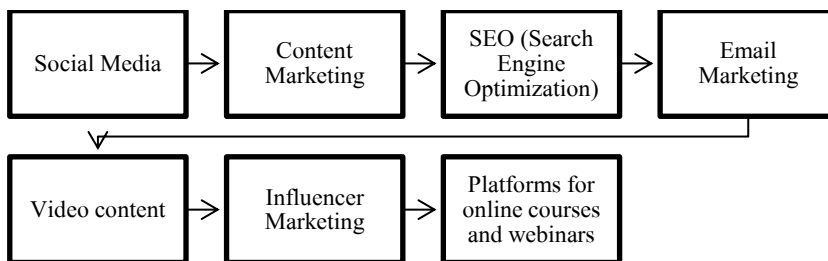 Social Media
Content
Marketing
SEO (Search
Engine
Optimization)
Email
Marketing
Video content
Influencer
Marketing
Platforms for
online courses
and webinars